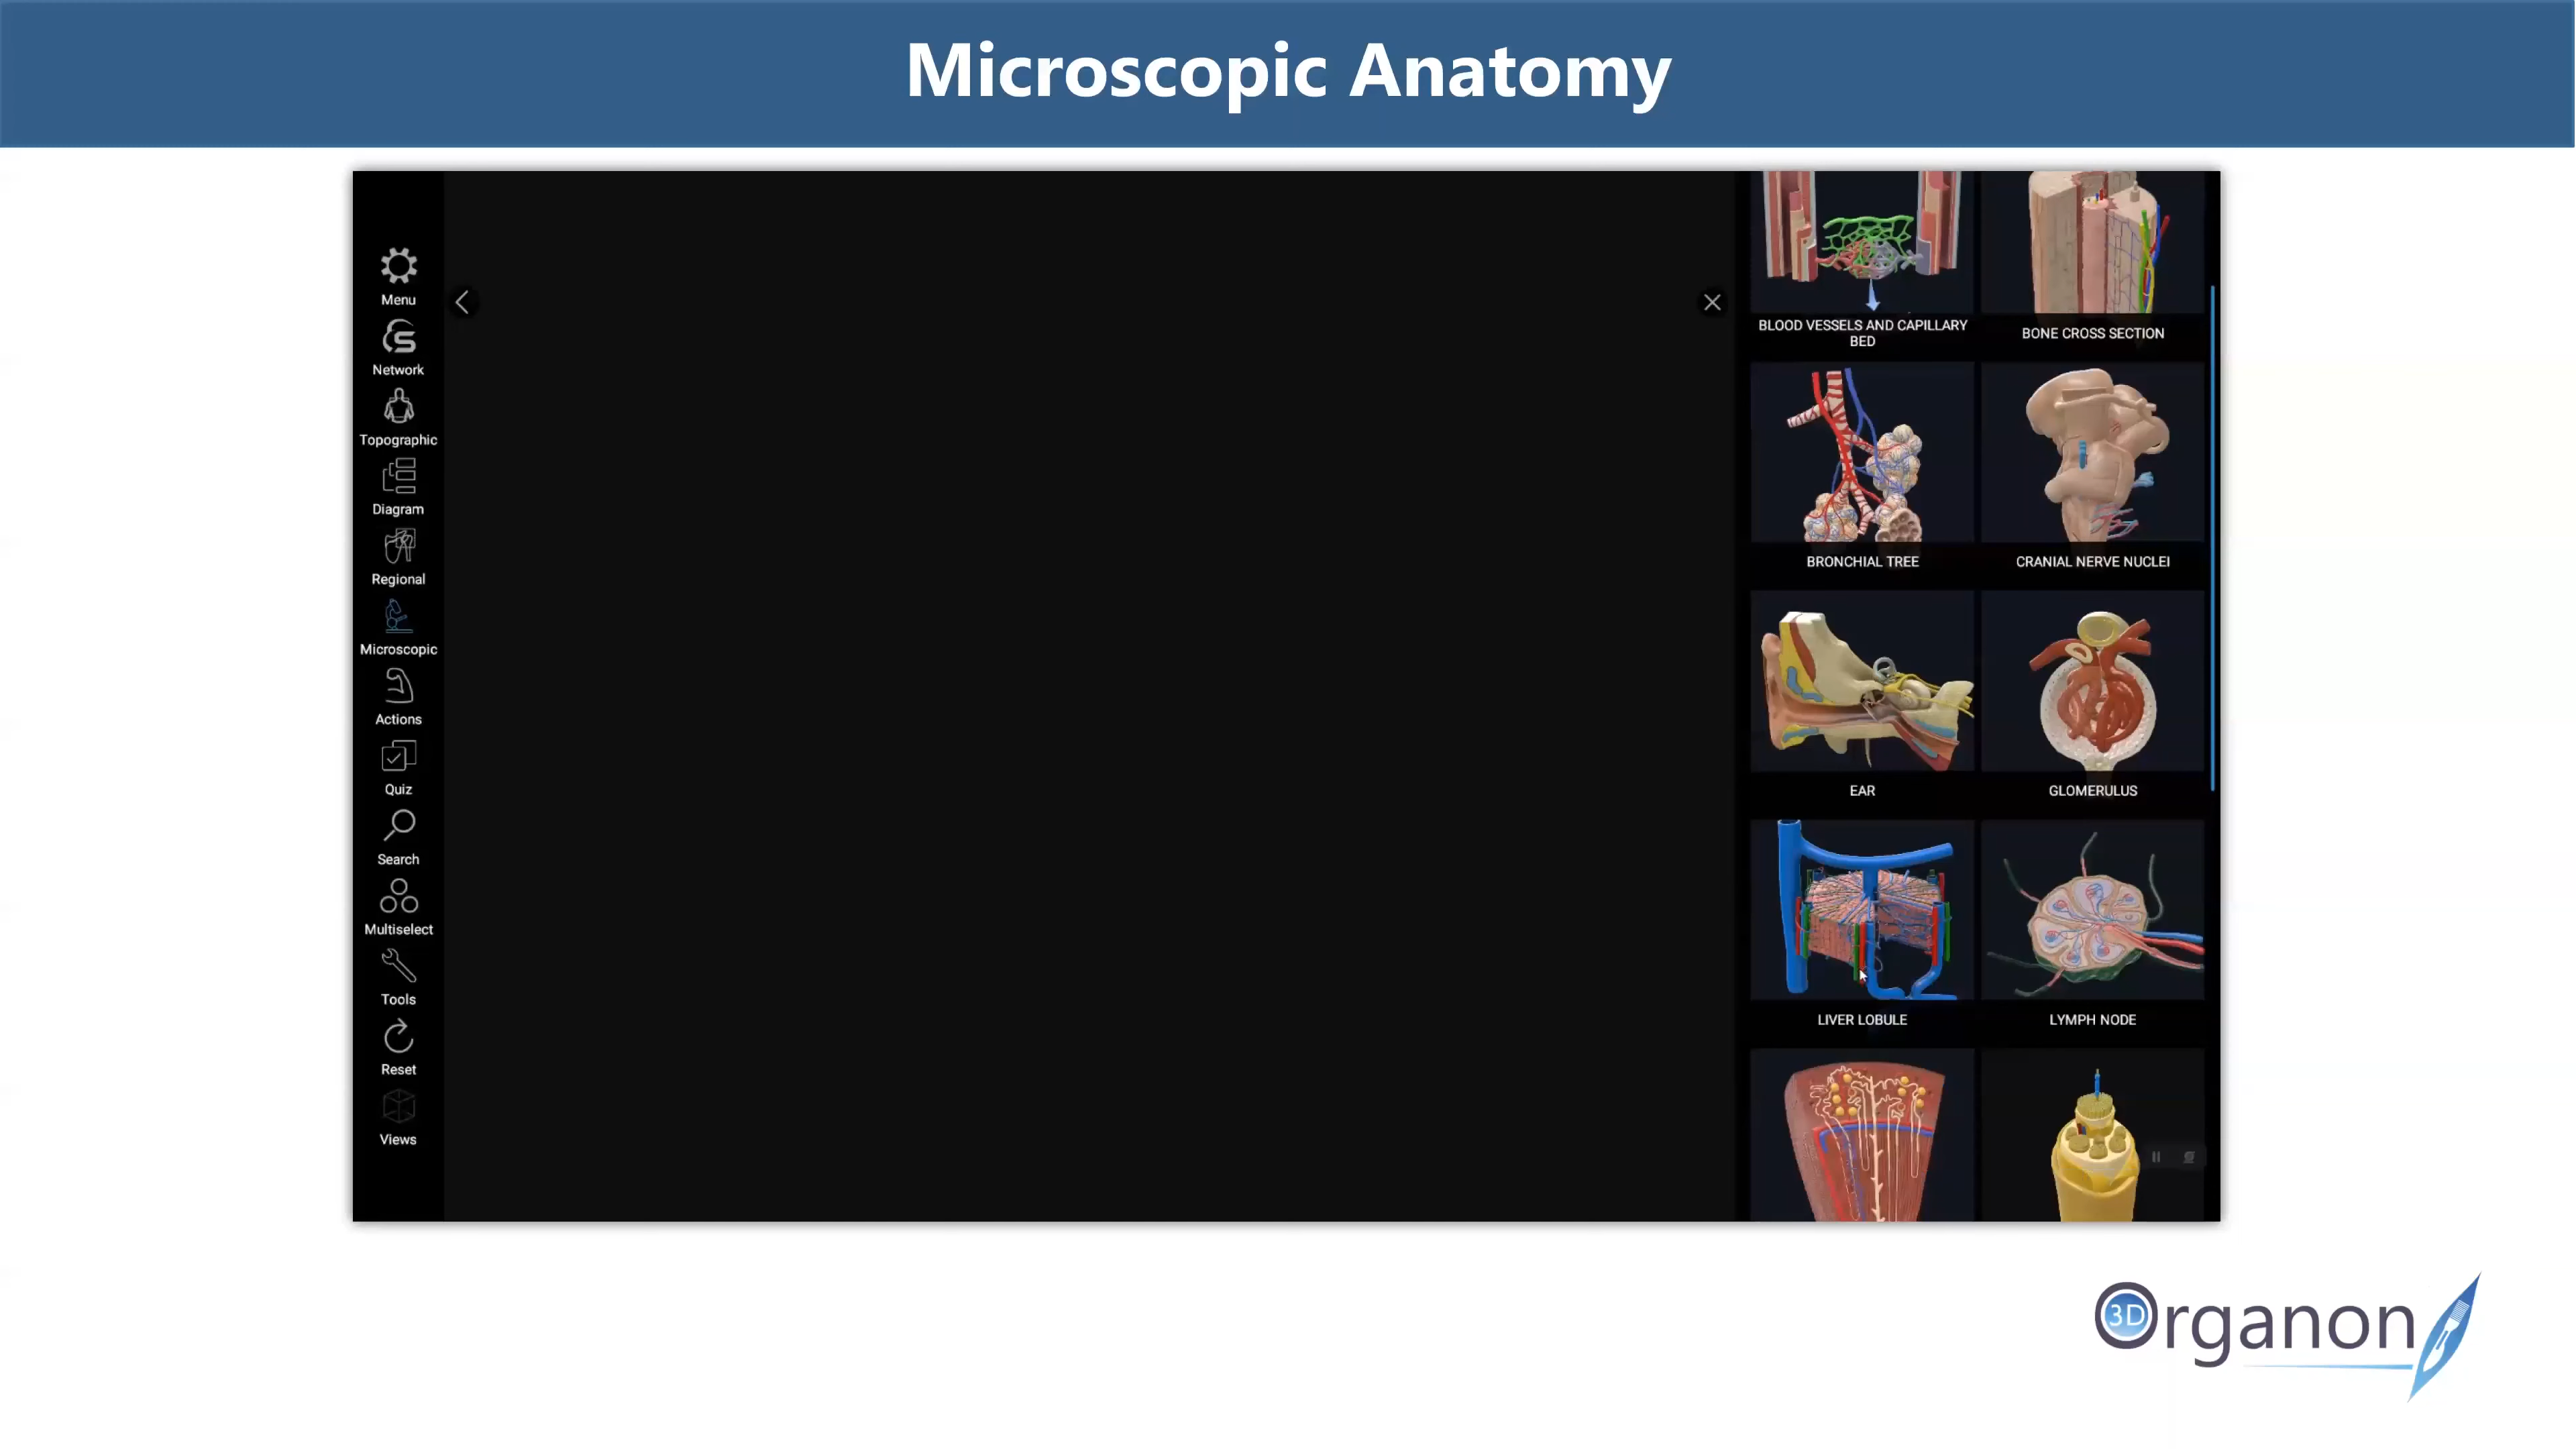 Microscopic Anatomy
Menu
Network
Topographic
Diagram
Regional
Microscopic
Actions
Quiz
Search
Multiselect
Tools
Reset
Views
BLOOD VESSELS AND CAPILLARY
BED
BONE CROSS SECTION
BRONCHIAL TREE
CRANIAL NERVE NUCLEI
EAR
GLOMERULUS
LIVER LOBULE
LYMPH NODE
3D Organon